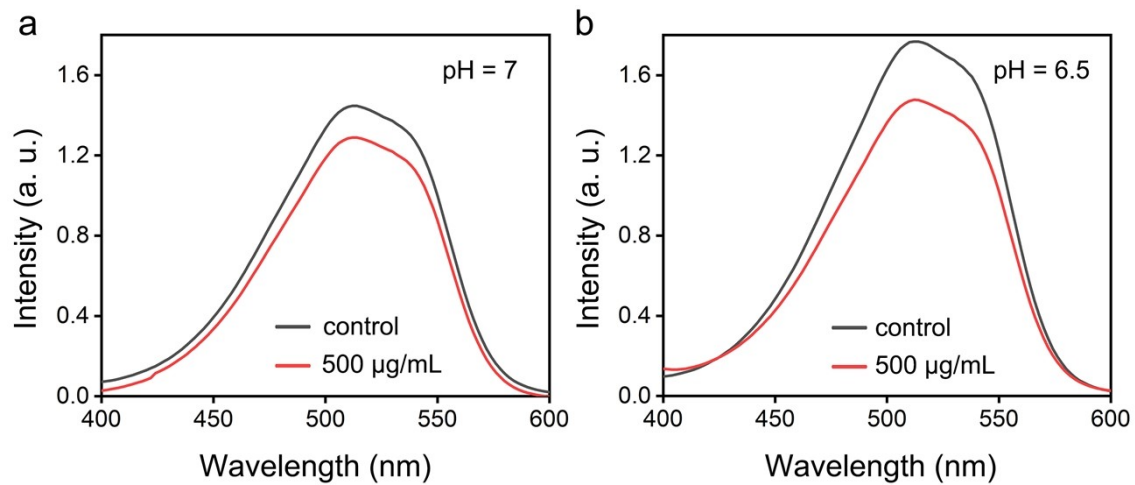 a
pH = 7
1.6
1.2
0.8
0.4
0.0
Intensity (a. u.)
control
500 μg/mL
400 450 500 550 600
Wavelength (nm)
b
pH = 6.5
1.6
1.2
0.8
0.4
0.0
Intensity (a. u.)
control
500 μg/mL
400 450 500 550 600
Wavelength (nm)